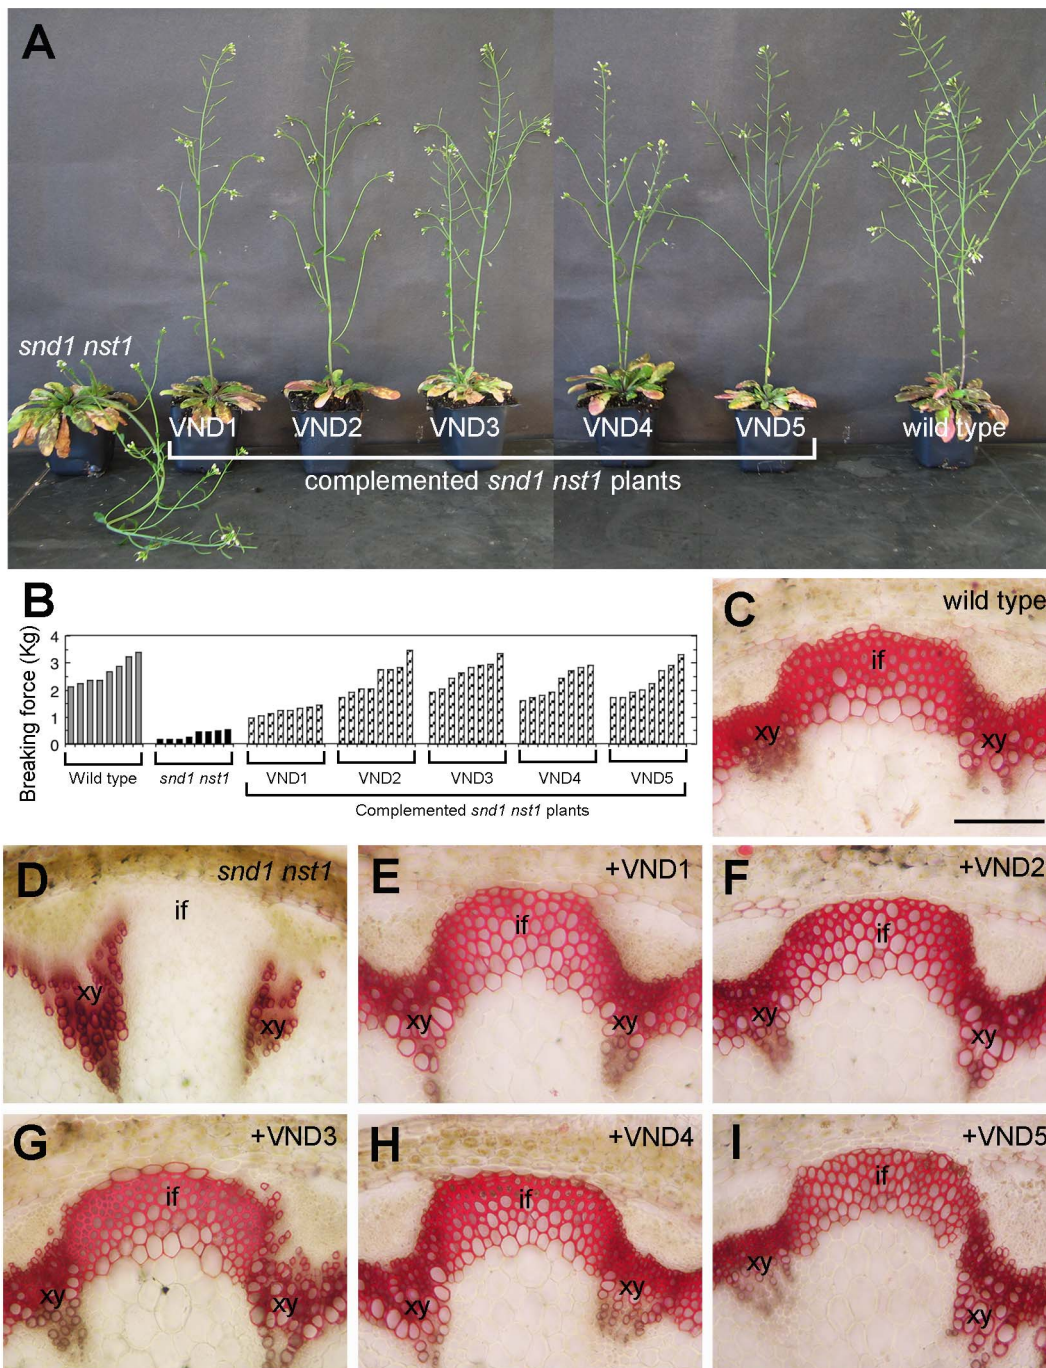 A
snd1 nst1
VND1 VND2 VND3 VND4 VND5 wild type
complemented snd1 nst1 plants
B
Breaking force (Kg)
4
3
2
1
0
Wild type snd1 nst1 VND1 VND2 VND3 VND4 VND5
Complemented snd1 nst1 plants
C wild type
if
xy xy
D snd1 nst1
if
xy
xy
E +VND1
if
xy xy
F +VND2
if
xy
xy
G +VND3
if
xy xy
H +VND4
if
xy xy
I +VND5
if
xy
xy